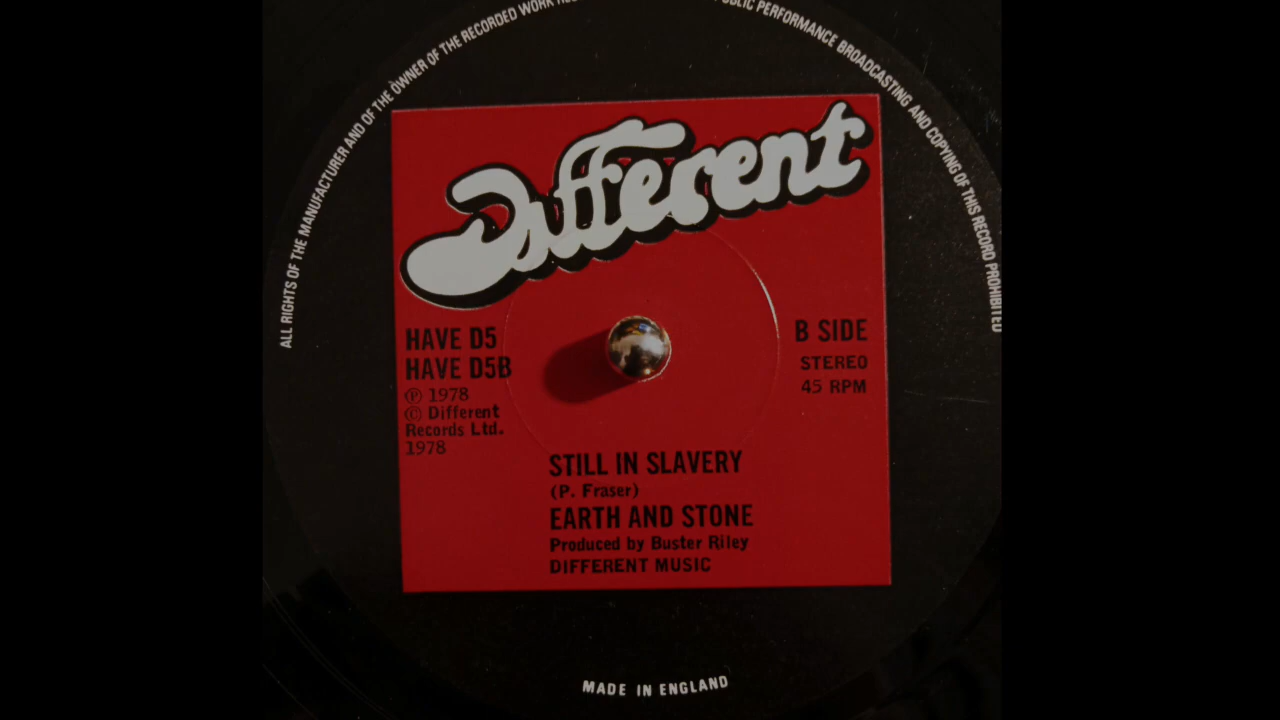 ALL RIGHTS OF THE MANUFACTURER AND OF THE OWNER OF THE RECORDED WORK
PUBLIC PERFORMANCE BROADCASTING AND COPYING OF THIS RECORD PROHIBITED
Different
HAVE D5
HAVE D5B
℗ 1978
© Different
Records Ltd.
1978
B SIDE
STEREO
45 RPM
STILL IN SLAVERY
(P. Fraser)
EARTH AND STONE
Produced by Buster Riley
DIFFERENT MUSIC
MADE IN ENGLAND